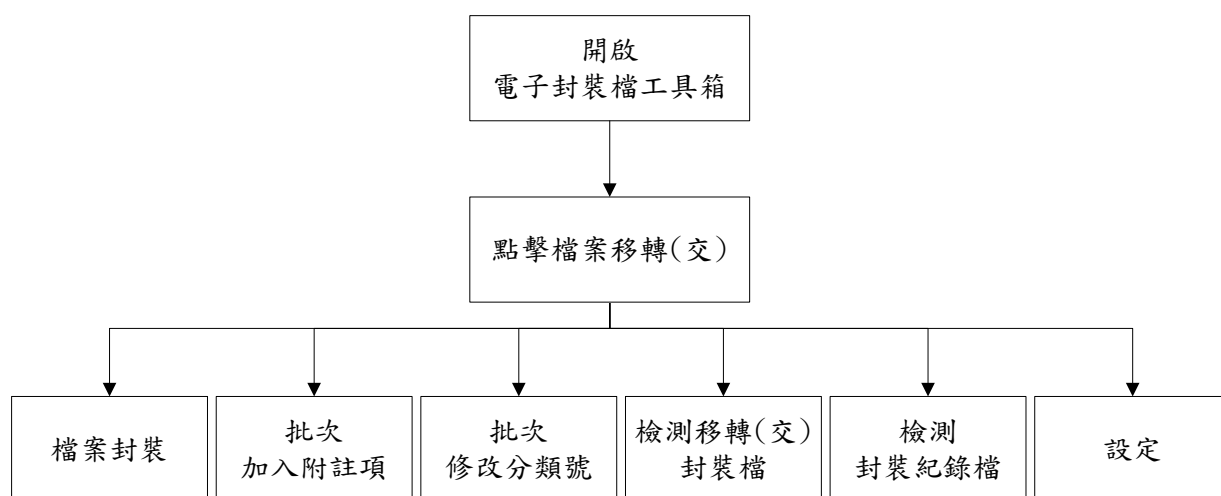 開啟
電子封裝檔工具箱
點擊檔案移轉(交)
檔案封裝
批次
加入附註項
批次
修改分類號
檢測移轉(交)
封裝檔
檢測
封裝紀錄檔
設定